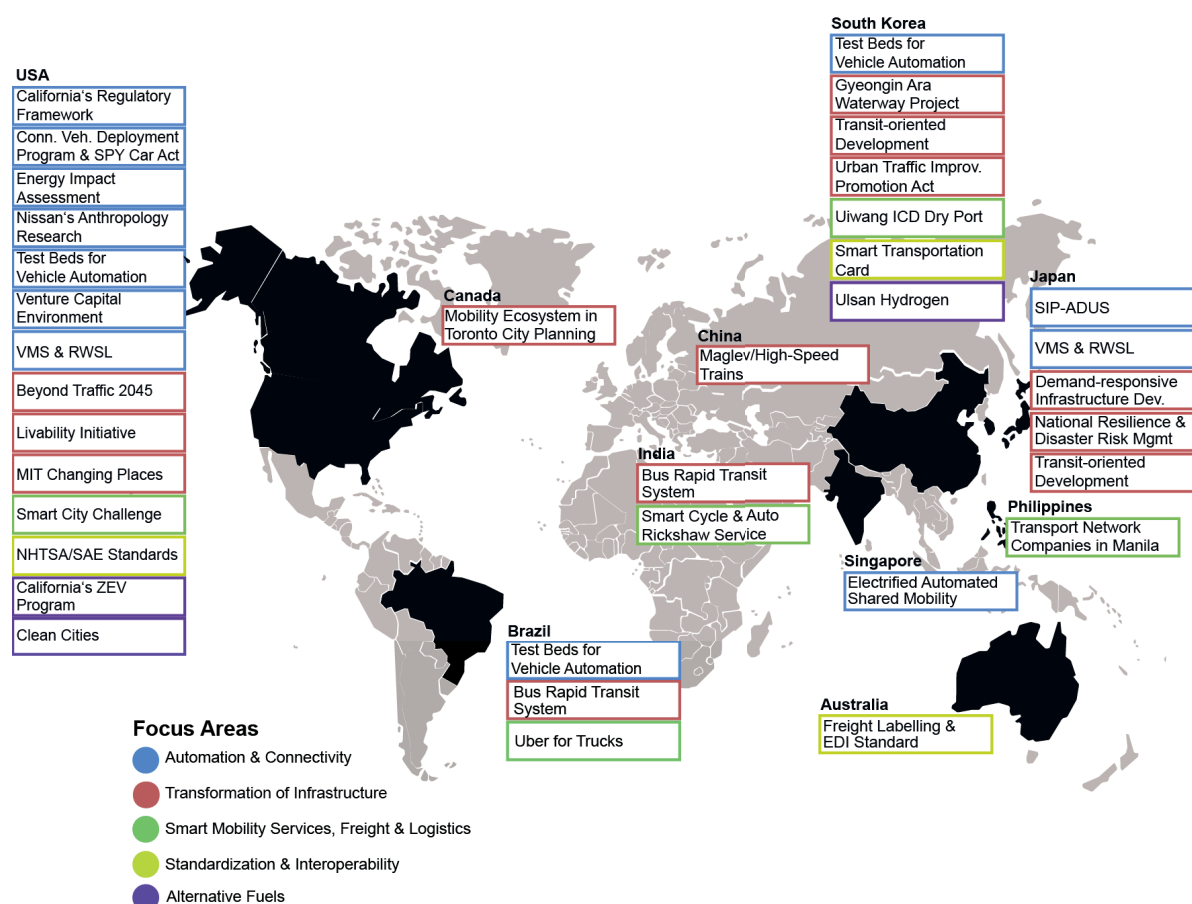 South Korea
Test Beds for
Vehicle Automation
Gyeongin Ara
Waterway Project
Transit-oriented
Development
Urban Traffic Improv.
Promotion Act
Uiwang ICD Dry Port
Smart Transportation
Card
Ulsan Hydrogen
USA
California‘s Regulatory
Framework
Conn. Veh. Deployment
Program & SPY Car Act
Energy Impact
Assessment
Nissan‘s Anthropology
Research
Test Beds for
Vehicle Automation
Venture Capital
Environment
VMS & RWSL
Beyond Traffic 2045
Livability Initiative
MIT Changing Places
Smart City Challenge
NHTSA/SAE Standards
California‘s ZEV
Program
Clean Cities
Canada
Mobility Ecosystem in
Toronto City Planning
China
Maglev/High-Speed
Trains
Japan
SIP-ADUS
VMS & RWSL
Demand-responsive
Infrastructure Dev.
National Resilience &
Disaster Risk Mgmt
Transit-oriented
Development
India
Bus Rapid Transit
System
Smart Cycle & Auto
Rickshaw Service
Philippines
Transport Network
Companies in Manila
Singapore
Electrified Automated
Shared Mobility
Brazil
Test Beds for
Vehicle Automation
Bus Rapid Transit
System
Uber for Trucks
Australia
Freight Labelling &
EDI Standard
Focus Areas
Automation & Connectivity
Transformation of Infrastructure
Smart Mobility Services, Freight & Logistics
Standardization & Interoperability
Alternative Fuels